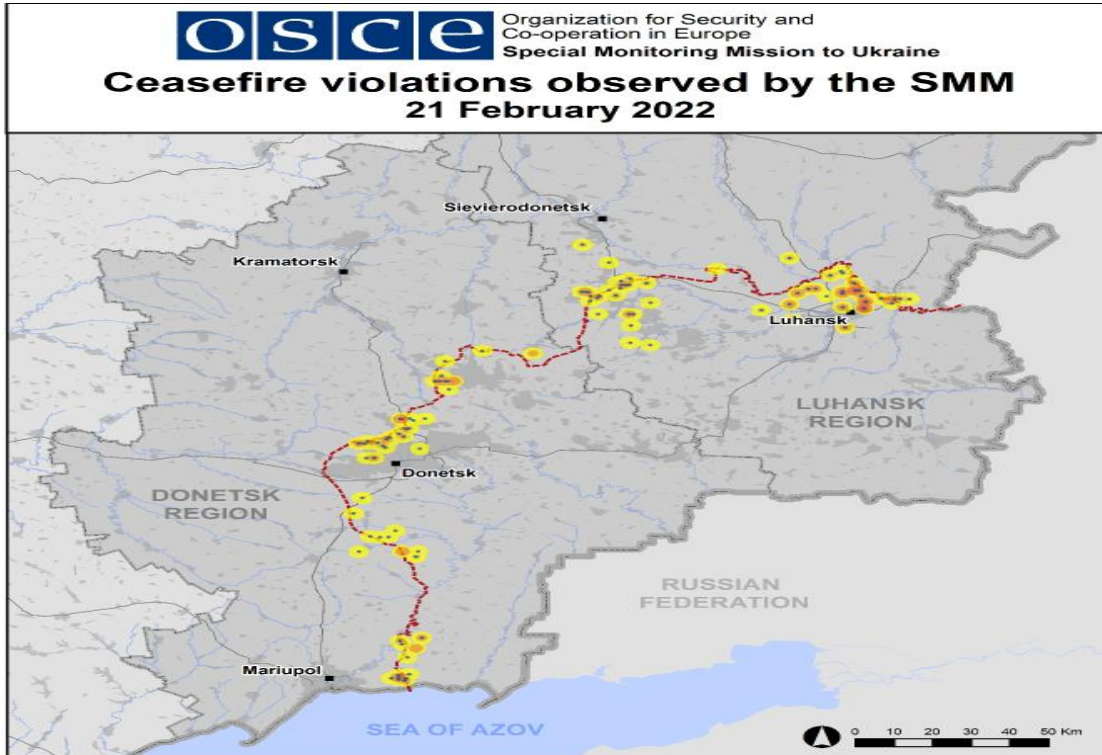 osce
Organization for Security and
Co-operation in Europe
Special Monitoring Mission to Ukraine
Ceasefire violations observed by the SMM
21 February 2022
Sievierodonetsk
Kramatorsk
Luhansk
LUHANSK
REGION
Donetsk
DONETSK
REGION
RUSSIAN
FEDERATION
Mariupol
SEA OF AZOV
0 10 20 30 40 50 Km